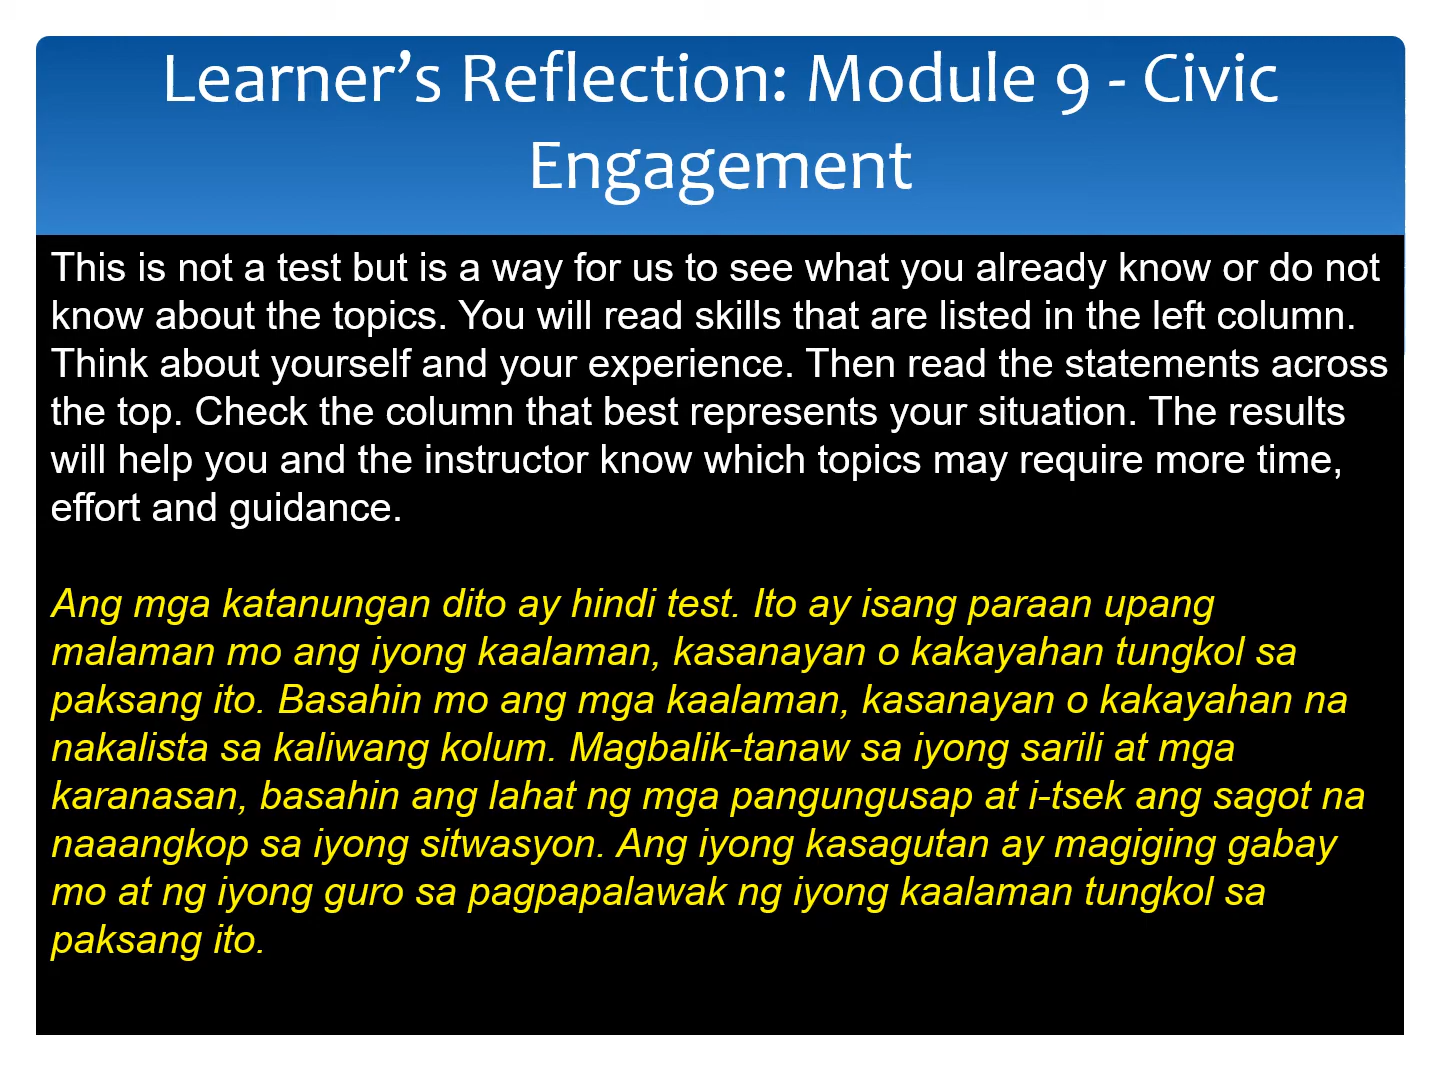 Learner’s Reflection: Module 9 - Civic
Engagement
This is not a test but is a way for us to see what you already know or do not
know about the topics. You will read skills that are listed in the left column.
Think about yourself and your experience. Then read the statements across
the top. Check the column that best represents your situation. The results
will help you and the instructor know which topics may require more time,
effort and guidance.
Ang mga katanungan dito ay hindi test. Ito ay isang paraan upang
malaman mo ang iyong kaalaman, kasanayan o kakayahan tungkol sa
paksang ito. Basahin mo ang mga kaalaman, kasanayan o kakayahan na
nakalista sa kaliwang kolum. Magbalik-tanaw sa iyong sarili at mga
karanasan, basahin ang lahat ng mga pangungusap at i-tsek ang sagot na
naaangkop sa iyong sitwasyon. Ang iyong kasagutan ay magiging gabay
mo at ng iyong guro sa pagpapalawak ng iyong kaalaman tungkol sa
paksang ito.